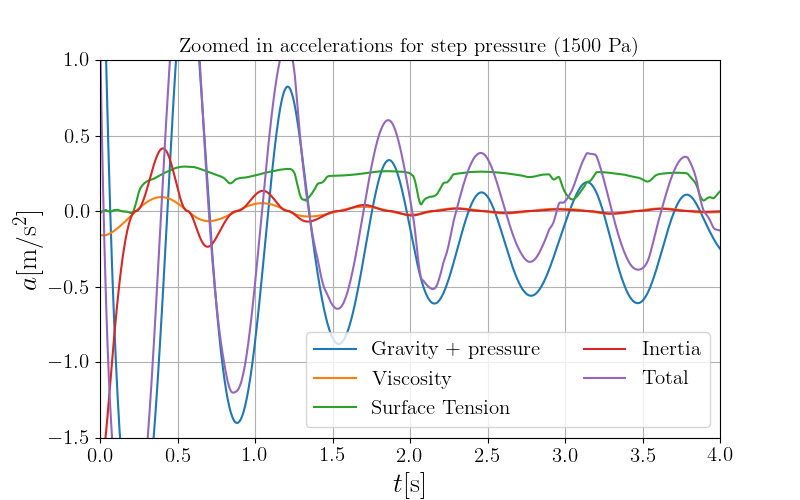 Zoomed in accelerations for step pressure (1500 Pa)
1.0
0.5
0.0
−0.5
−1.0
−1.5
a[m/s²]
0.0 0.5 1.0 1.5 2.0 2.5 3.0 3.5 4.0
t[s]
Gravity + pressure
Viscosity
Surface Tension
Inertia
Total